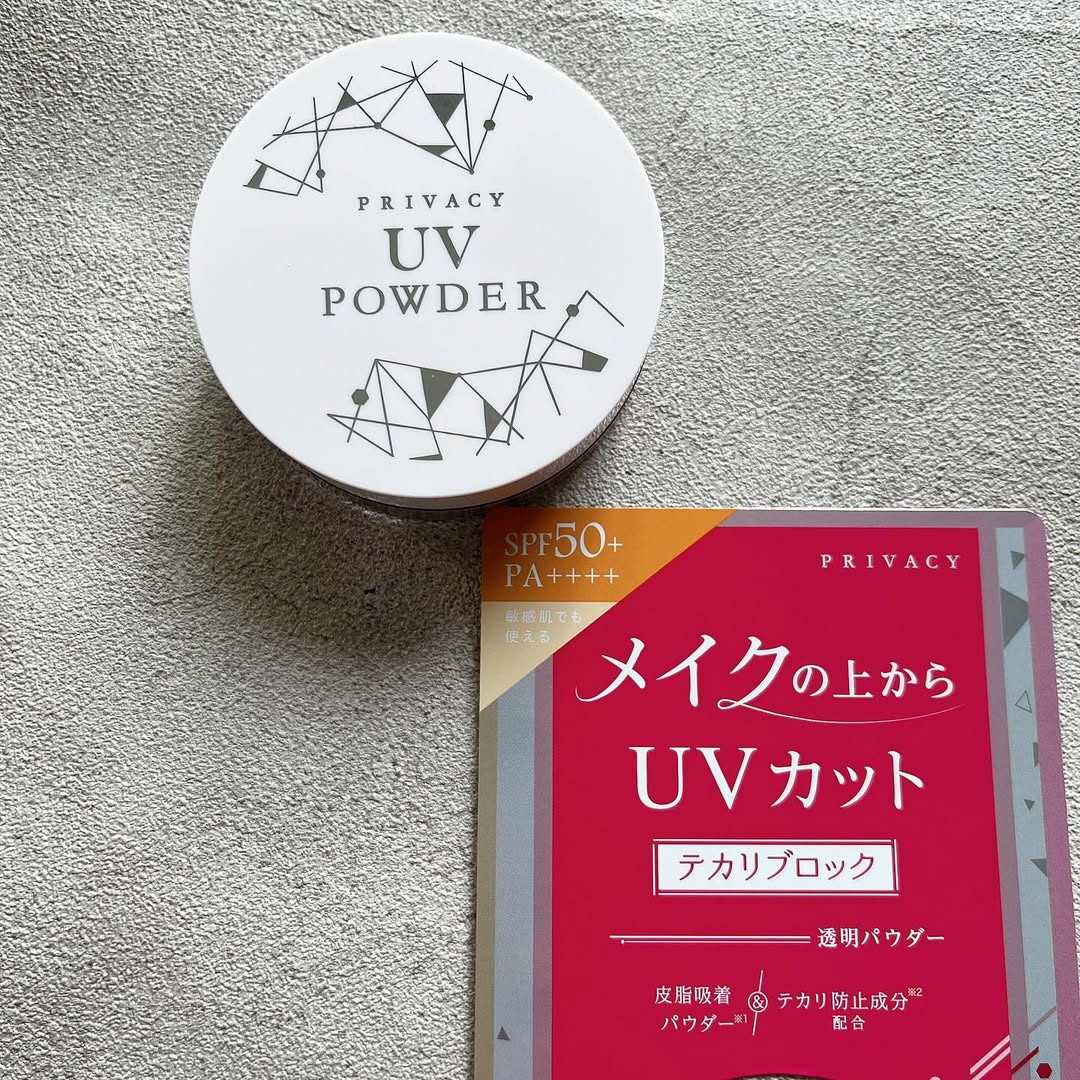 PRIVACY
UV
POWDER
SPF50+
PA++++
敏感肌でも
使える
PRIVACY
メイクの上から
UVカット
テカリブロック
透明パウダー
皮脂吸着
パウダー※1
&
テカリ防止成分※2
配合